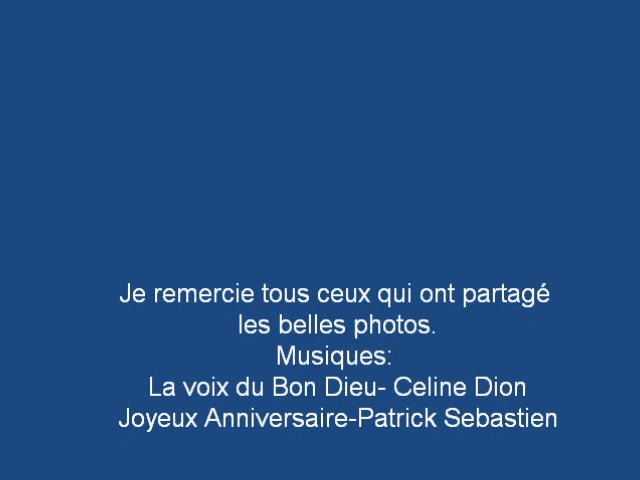 Je remercie tous ceux qui ont partagé
les belles photos.
Musiques:
La voix du Bon Dieu- Celine Dion
Joyeux Anniversaire-Patrick Sebastien